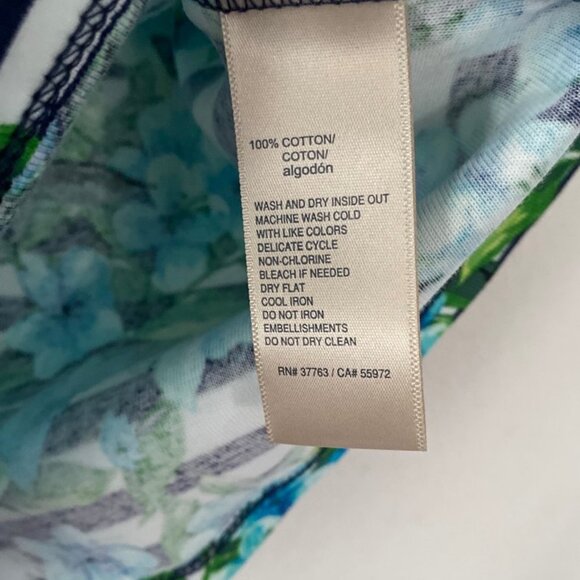 100% COTTON/
COTON/
algodón
WASH AND DRY INSIDE OUT
MACHINE WASH COLD
WITH LIKE COLORS
DELICATE CYCLE
NON-CHLORINE
BLEACH IF NEEDED
DRY FLAT
COOL IRON
DO NOT IRON
EMBELLISHMENTS
DO NOT DRY CLEAN
RN# 37763 / CA# 55972